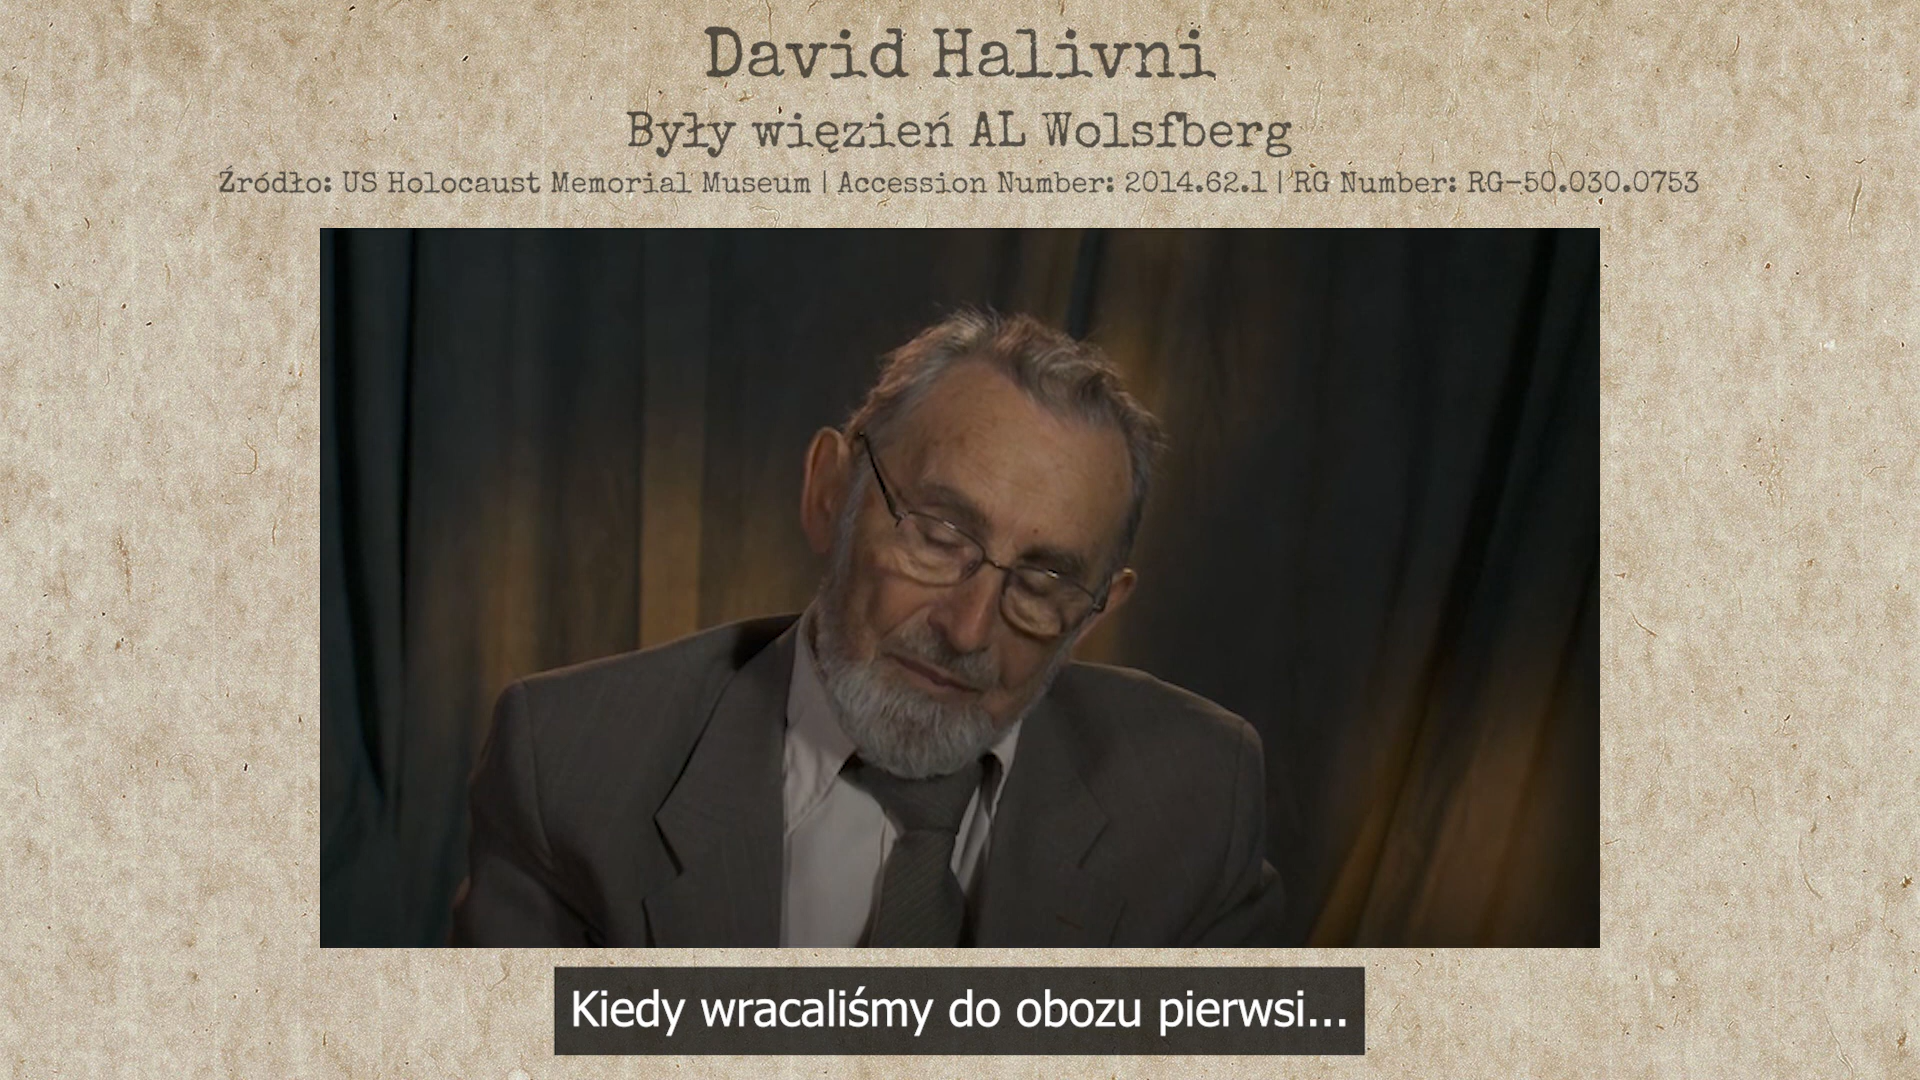 David Halivni
Były więzień AL Wolsfberg
Źródło: US Holocaust Memorial Museum | Accession Number: 2014.62.1 | RG Number: RG-50.030.0753
Kiedy wracaliśmy do obozu pierwsi...